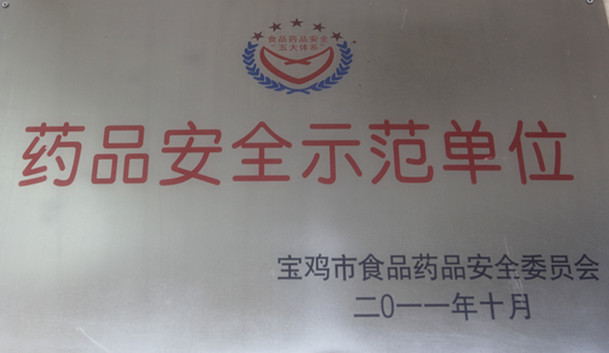 食品药品安全
"五大体系"
药品安全示范单位
宝鸡市食品药品安全委员会
二0一一年十月